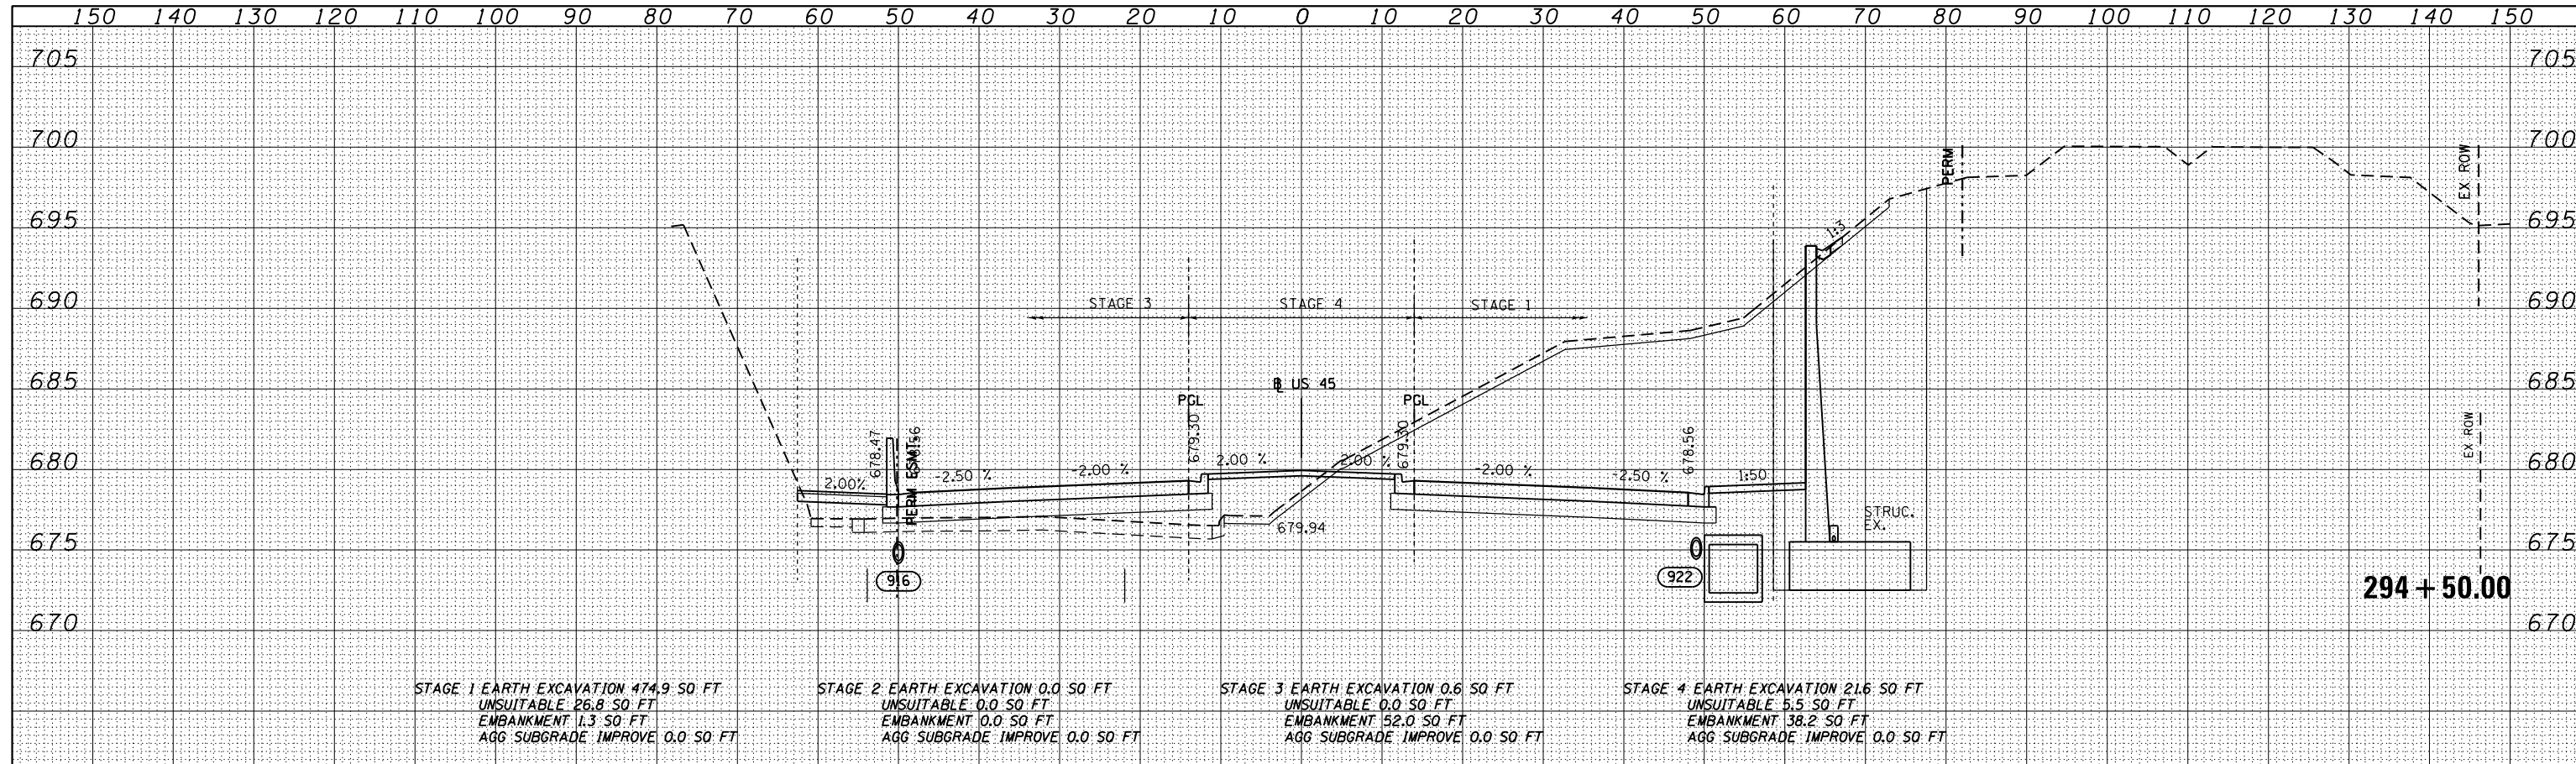 150 140 130 120 110 100 90 80 70 60 50 40 30 20 10 0 10 20 30 40 50 60 70 80 90 100 110 120 130 140 150
705 705
700 700
695 695
690 690
685 685
680 680
675 675
670 670
PERM
EX ROW
1:3
STAGE 3
STAGE 4
STAGE 1
B US 45
PGL
PGL
EX ROW
678.47
PERM ESMT.
679.30
679.30
678.56
2.00%
-2.50 %
-2.00 %
2.00 %
2.00 %
-2.00 %
-2.50 %
1:50
STRUC.
EX.
679.94
916
922
294 + 50.00
STAGE 1 EARTH EXCAVATION 474.9 SQ FT
UNSUITABLE 26.8 SQ FT
EMBANKMENT 1.3 SQ FT
AGG SUBGRADE IMPROVE 0.0 SQ FT
STAGE 2 EARTH EXCAVATION 0.0 SQ FT
UNSUITABLE 0.0 SQ FT
EMBANKMENT 0.0 SQ FT
AGG SUBGRADE IMPROVE 0.0 SQ FT
STAGE 3 EARTH EXCAVATION 0.6 SQ FT
UNSUITABLE 0.0 SQ FT
EMBANKMENT 52.0 SQ FT
AGG SUBGRADE IMPROVE 0.0 SQ FT
STAGE 4 EARTH EXCAVATION 21.6 SQ FT
UNSUITABLE 5.5 SQ FT
EMBANKMENT 38.2 SQ FT
AGG SUBGRADE IMPROVE 0.0 SQ FT